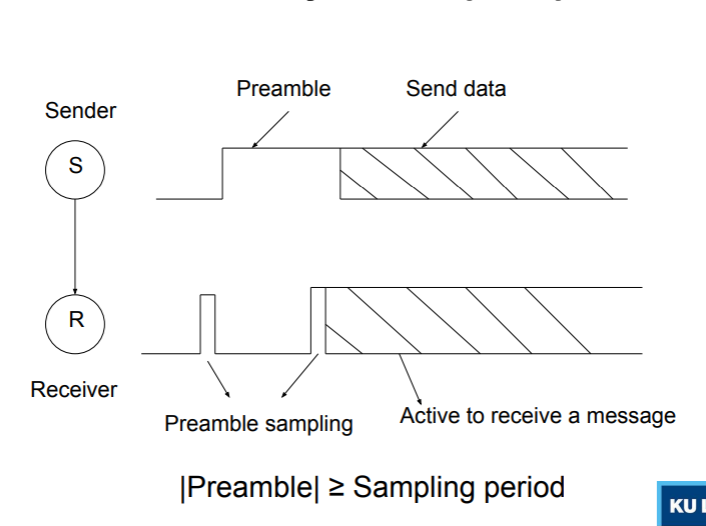 Preamble
Send data
Sender
S
R
Receiver
Preamble sampling
Active to receive a message
|Preamble| ≥ Sampling period
KU